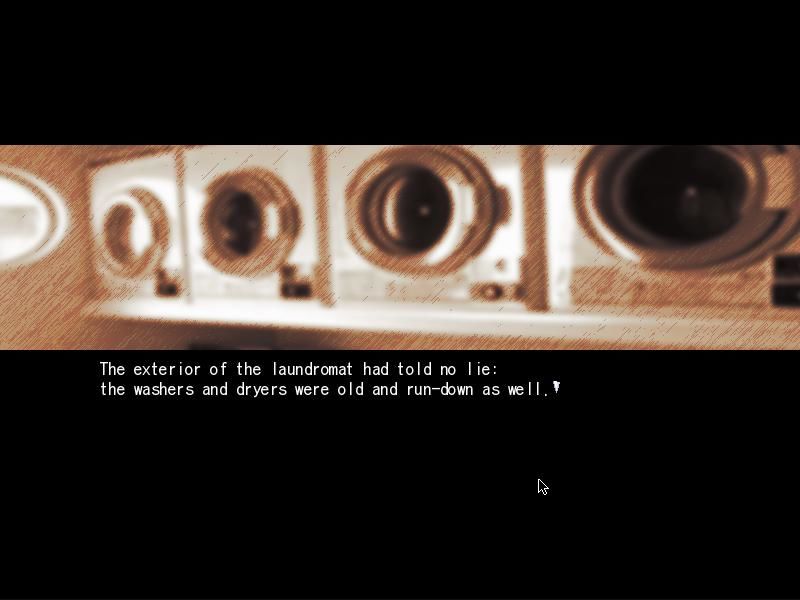 The exterior of the laundromat had told no lie:
the washers and dryers were old and run-down as well.